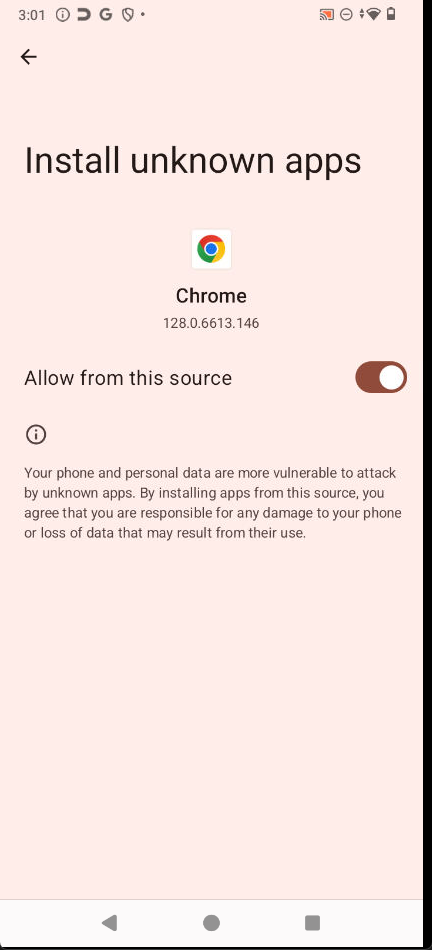 3:01
Install unknown apps
Chrome
128.0.6613.146
Allow from this source
Your phone and personal data are more vulnerable to attack
by unknown apps. By installing apps from this source, you
agree that you are responsible for any damage to your phone
or loss of data that may result from their use.